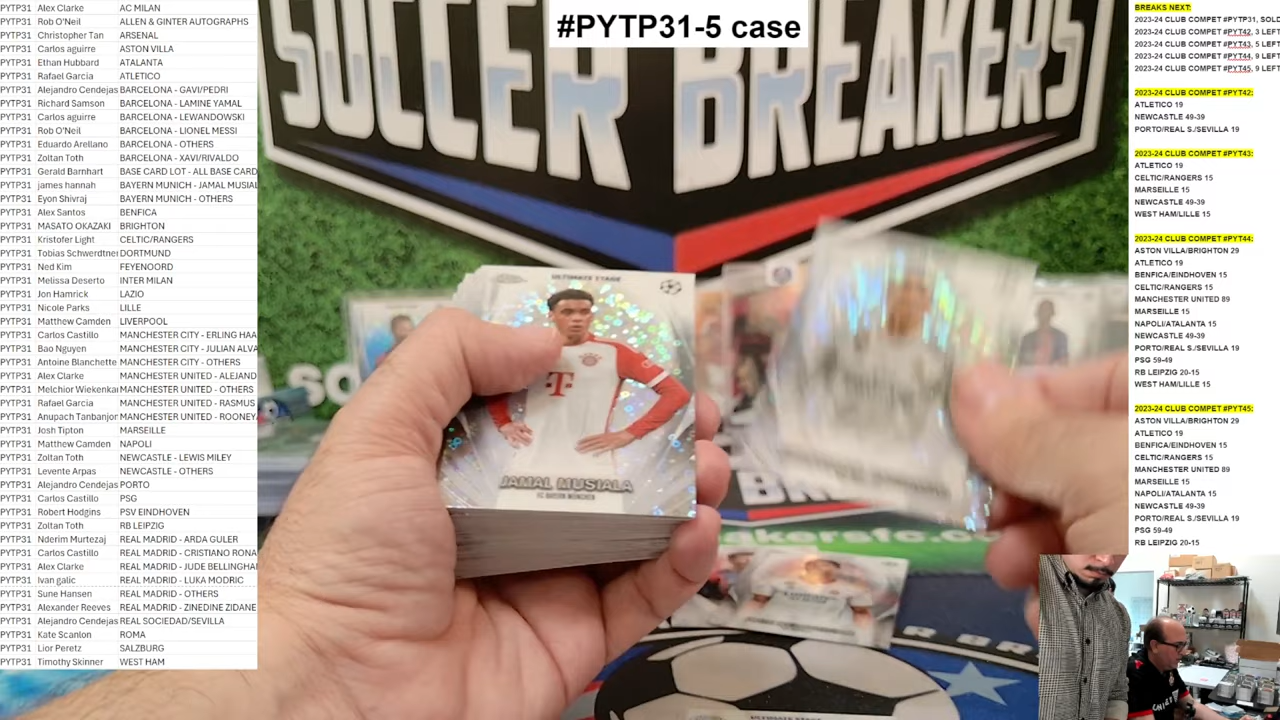 #PYTP31-5 case
PYTP31 Alex Clarke AC MILAN
PYTP31 Rob O'Neil ALLEN & GINTER AUTOGRAPHS
PYTP31 Christopher Tan ARSENAL
PYTP31 Carlos aguirre ASTON VILLA
PYTP31 Ethan Hubbard ATALANTA
PYTP31 Rafael Garcia ATLETICO
PYTP31 Alejandro Cendejas BARCELONA - GAVI/PEDRI
PYTP31 Richard Samson BARCELONA - LAMINE YAMAL
PYTP31 Carlos aguirre BARCELONA - LEWANDOWSKI
PYTP31 Rob O'Neil BARCELONA - LIONEL MESSI
PYTP31 Eduardo Arellano BARCELONA - OTHERS
PYTP31 Zoltan Toth BARCELONA - XAVI/RIVALDO
PYTP31 Gerald Barnhart BASE CARD LOT - ALL BASE CARD
PYTP31 james hannah BAYERN MUNICH - JAMAL MUSIAL
PYTP31 Eyon Shivraj BAYERN MUNICH - OTHERS
PYTP31 Alex Santos BENFICA
PYTP31 MASATO OKAZAKI BRIGHTON
PYTP31 Kristofer Light CELTIC/RANGERS
PYTP31 Tobias Schwerdtner DORTMUND
PYTP31 Ned Kim FEYENOORD
PYTP31 Melissa Deserto INTER MILAN
PYTP31 Jon Hamrick LAZIO
PYTP31 Nicole Parks LILLE
PYTP31 Matthew Camden LIVERPOOL
PYTP31 Carlos Castillo MANCHESTER CITY - ERLING HAA
PYTP31 Bao Nguyen MANCHESTER CITY - JULIAN ALVA
PYTP31 Antoine Blanchette MANCHESTER CITY - OTHERS
PYTP31 Alex Clarke MANCHESTER UNITED - ALEJAND
PYTP31 Melchior Wiekenka MANCHESTER UNITED - OTHERS
PYTP31 Rafael Garcia MANCHESTER UNITED - RASMUS
PYTP31 Anupach Tanbanjor MANCHESTER UNITED - ROONEY
PYTP31 Josh Tipton MARSEILLE
PYTP31 Matthew Camden NAPOLI
PYTP31 Zoltan Toth NEWCASTLE - LEWIS MILEY
PYTP31 Levente Arpas NEWCASTLE - OTHERS
PYTP31 Alejandro Cendejas PORTO
PYTP31 Carlos Castillo PSG
PYTP31 Robert Hodgins PSV EINDHOVEN
PYTP31 Zoltan Toth RB LEIPZIG
PYTP31 Nderim Murtezaj REAL MADRID - ARDA GULER
PYTP31 Carlos Castillo REAL MADRID - CRISTIANO RONA
PYTP31 Alex Clarke REAL MADRID - JUDE BELLINGHA
PYTP31 Ivan galic REAL MADRID - LUKA MODRIC
PYTP31 Sune Hansen REAL MADRID - OTHERS
PYTP31 Alexander Reeves REAL MADRID - ZINEDINE ZIDANE
PYTP31 Alejandro Cendejas REAL SOCIEDAD/SEVILLA
PYTP31 Kate Scanlon ROMA
PYTP31 Lior Peretz SALZBURG
PYTP31 Timothy Skinner WEST HAM
SOCCER BREAKERS
ULTIMATE STAGE
JAMAL MUSIALA
FC BAYERN MÜNCHEN
BREAKS NEXT:
2023-24 CLUB COMPET #PYTP31, SOLD
2023-24 CLUB COMPET #PYT42, 3 LEFT
2023-24 CLUB COMPET #PYT43, 5 LEFT
2023-24 CLUB COMPET #PYT44, 9 LEFT
2023-24 CLUB COMPET #PYT45, 9 LEFT
2023-24 CLUB COMPET #PYT42:
ATLETICO 19
NEWCASTLE 49-39
PORTO/REAL S./SEVILLA 19
2023-24 CLUB COMPET #PYT43:
ATLETICO 19
CELTIC/RANGERS 15
MARSEILLE 15
NEWCASTLE 49-39
WEST HAM/LILLE 15
2023-24 CLUB COMPET #PYT44:
ASTON VILLA/BRIGHTON 29
ATLETICO 19
BENFICA/EINDHOVEN 15
CELTIC/RANGERS 15
MANCHESTER UNITED 89
MARSEILLE 15
NAPOLI/ATALANTA 15
NEWCASTLE 49-39
PORTO/REAL S./SEVILLA 19
PSG 59-49
RB LEIPZIG 20-15
WEST HAM/LILLE 15
2023-24 CLUB COMPET #PYT45:
ASTON VILLA/BRIGHTON 29
ATLETICO 19
BENFICA/EINDHOVEN 15
CELTIC/RANGERS 15
MANCHESTER UNITED 89
MARSEILLE 15
NAPOLI/ATALANTA 15
NEWCASTLE 49-39
PORTO/REAL S./SEVILLA 19
PSG 59-49
RB LEIPZIG 20-15